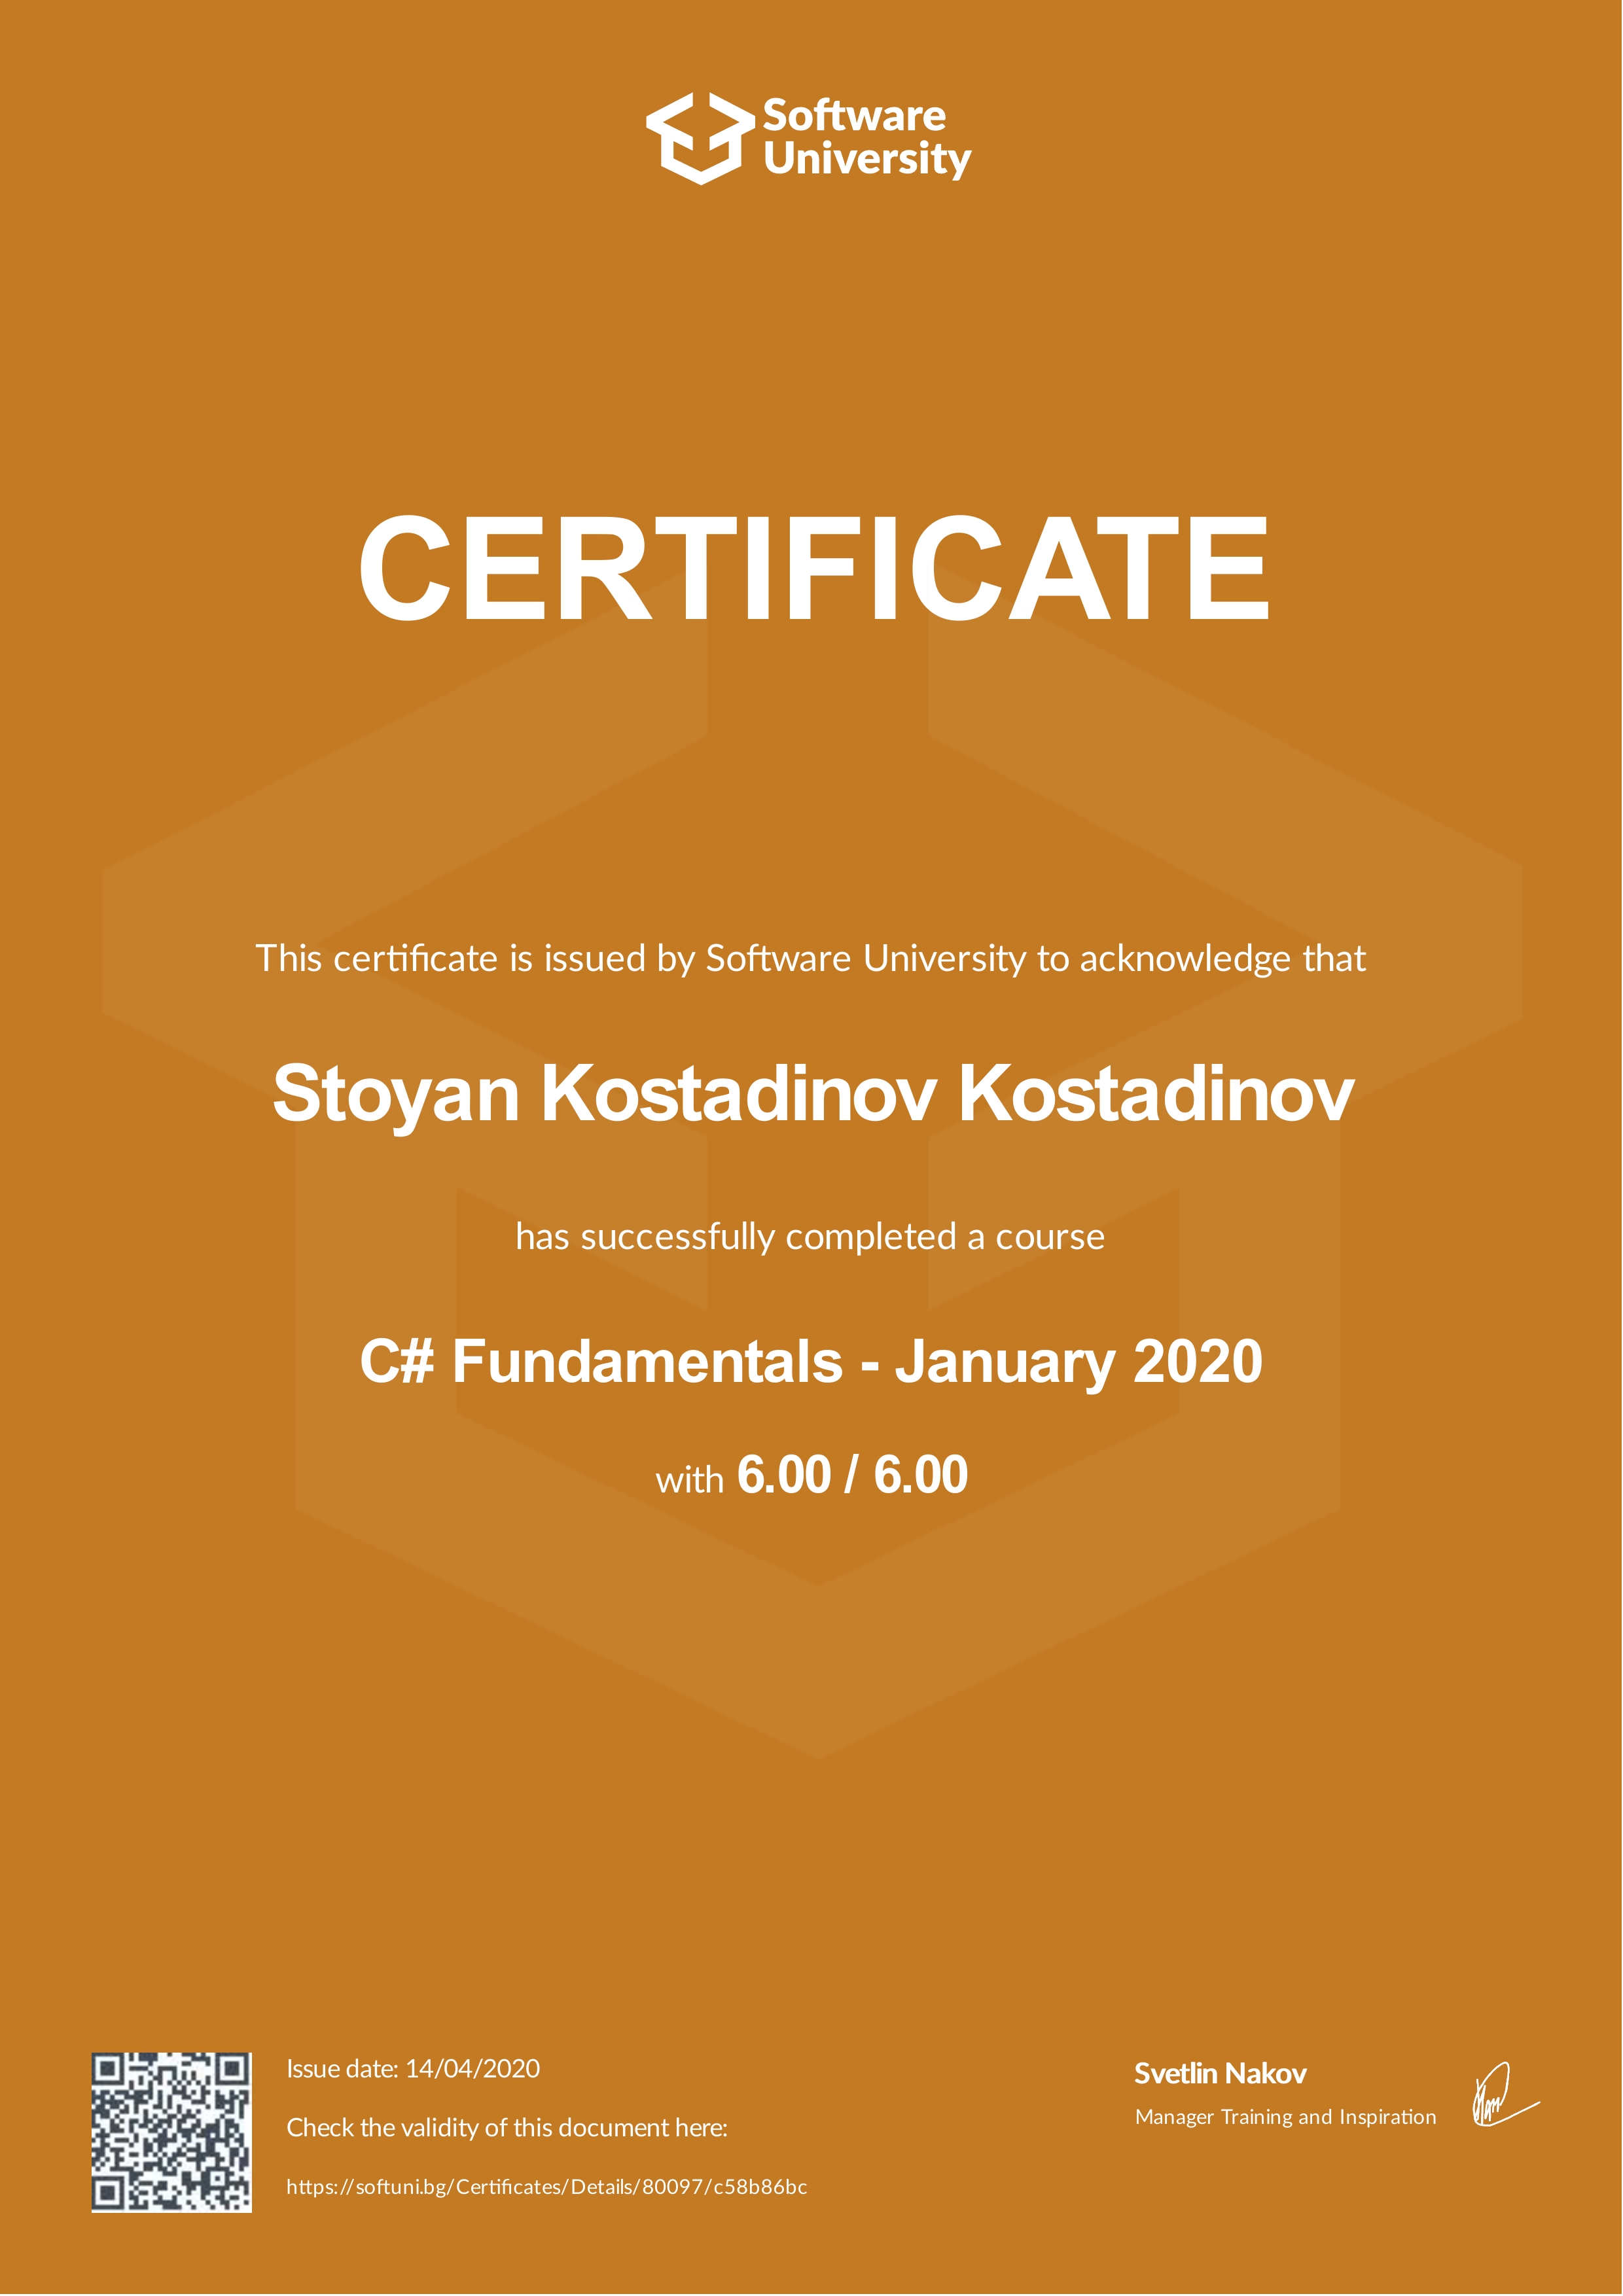 Software
University
CERTIFICATE
This certificate is issued by Software University to acknowledge that
Stoyan Kostadinov Kostadinov
has successfully completed a course
C# Fundamentals - January 2020
with 6.00 / 6.00
Issue date: 14/04/2020
Check the validity of this document here:
https://softuni.bg/Certificates/Details/80097/c58b86bc
Svetlin Nakov
Manager Training and Inspiration